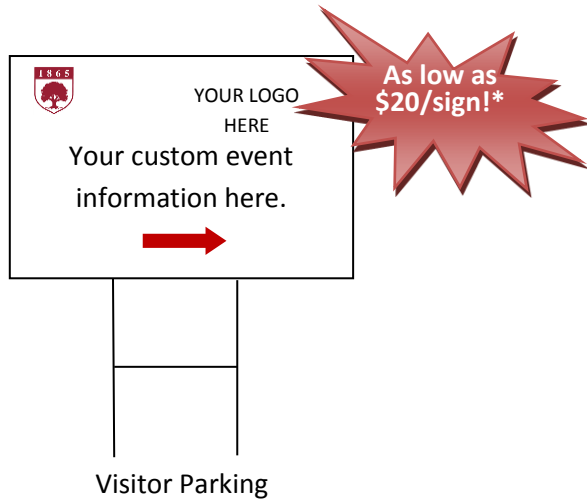 1865
YOUR LOGO
HERE
As low as
$20/sign!*
Your custom event
information here.
Visitor Parking